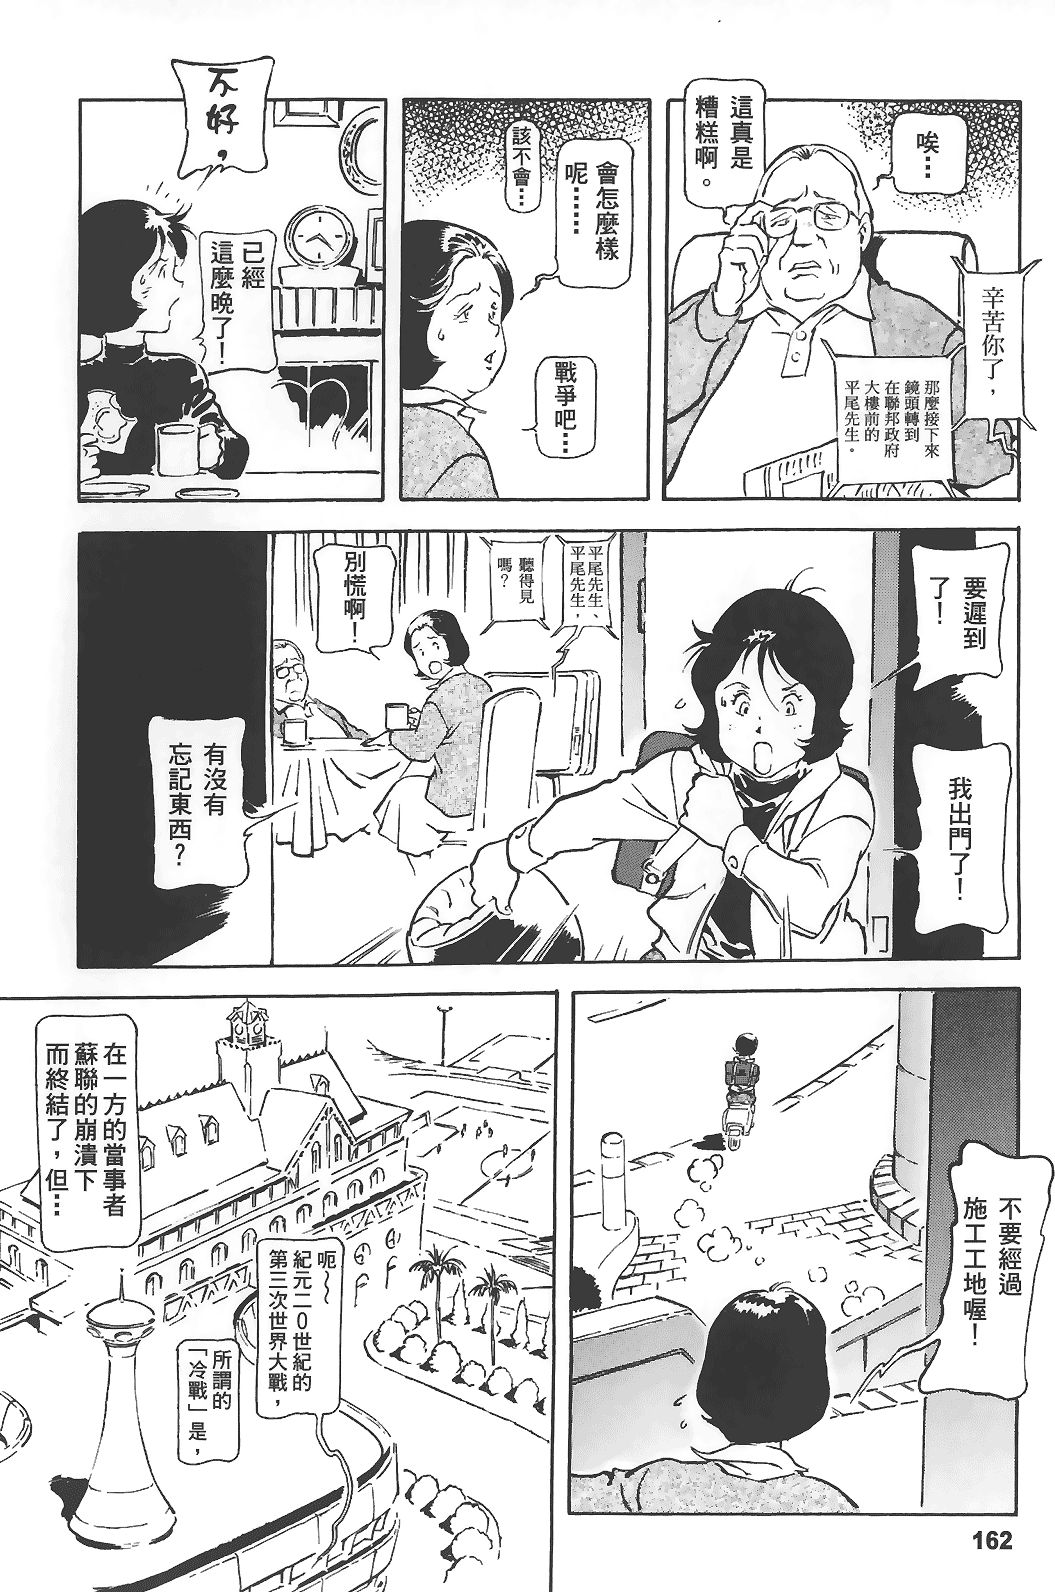 唉⋯
這真是
糟糕啊。
辛苦你了，
那麼接下來
鏡頭轉到
在聯邦政府
大樓前的
平尾先生。
會怎麼樣
呢⋯⋯
該不會⋯
戰爭吧⋯
不好，
已經
這麼晚了！
要遲到
了！
我出門了！
平尾先生、
平尾先生，
聽得見
嗎？
別慌啊！
有沒有
忘記東西？
不要經過
施工工地喔！
呃～
紀元二0世紀的
第三次世界大戰，
所謂的
「冷戰」是，
在一方的當事者
蘇聯的崩潰下
而終結了，但⋯
162